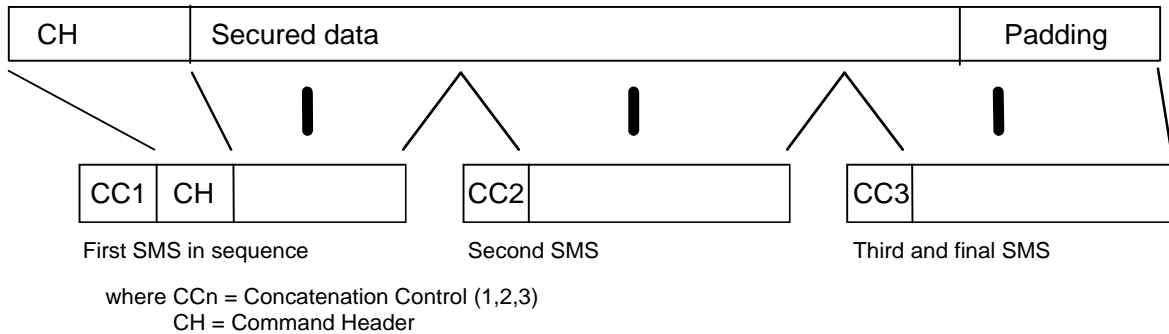 CH Secured data Padding
CC1 CH CC2 CC3
First SMS in sequence Second SMS Third and final SMS
where CCn = Concatenation Control (1,2,3)
CH = Command Header